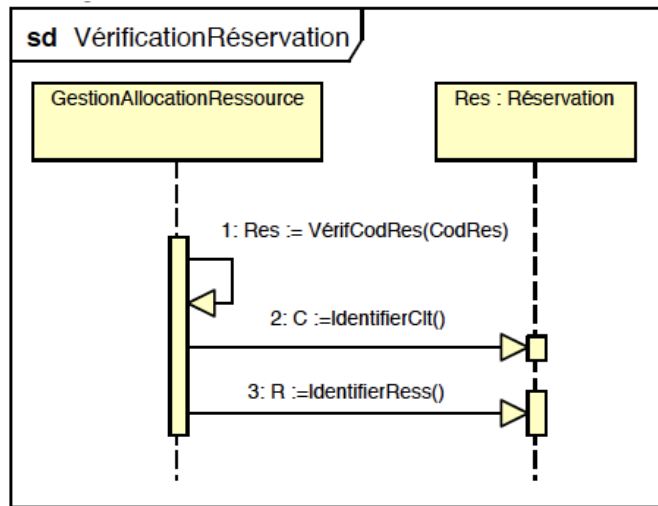 sd VérificationRéservation
GestionAllocationRessource
Res : Réservation
1: Res := VérifCodRes(CodRes)
2: C :=IdentifierClt()
3: R :=IdentifierRess()